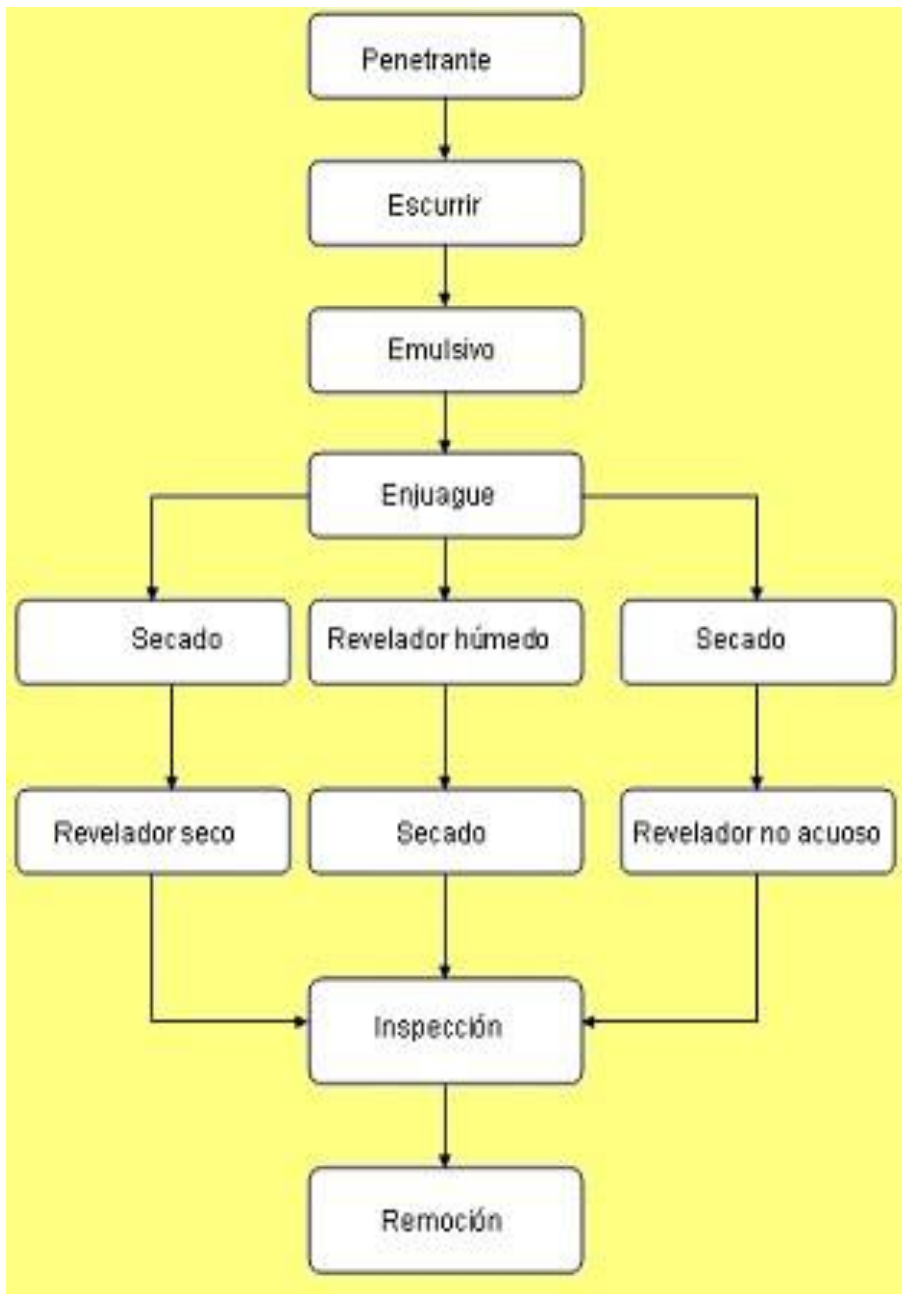 Penetrante
Escurrir
Emulsivo
Enjuague
Secado
Revelador húmedo
Secado
Revelador seco
Secado
Revelador no acuoso
Inspección
Remoción